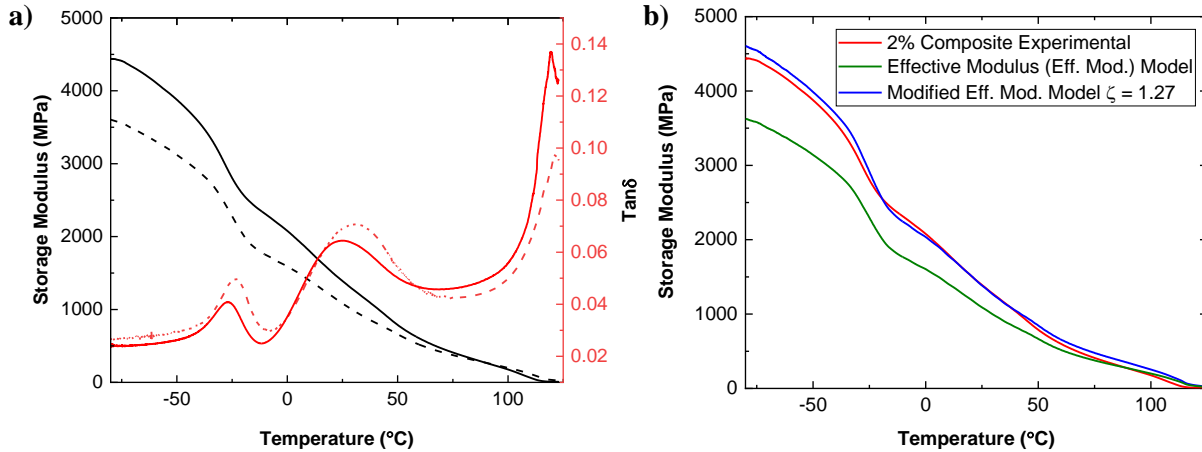 a)
5000
4000
3000
2000
1000
0
Storage Modulus (MPa)
-50
0
50
100
Temperature (°C)
0.14
0.12
0.10
0.08
0.06
0.04
0.02
Tanδ
b)
5000
4000
3000
2000
1000
0
Storage Modulus (MPa)
2% Composite Experimental
Effective Modulus (Eff. Mod.) Model
Modified Eff. Mod. Model ζ = 1.27
-50
0
50
100
Temperature (°C)